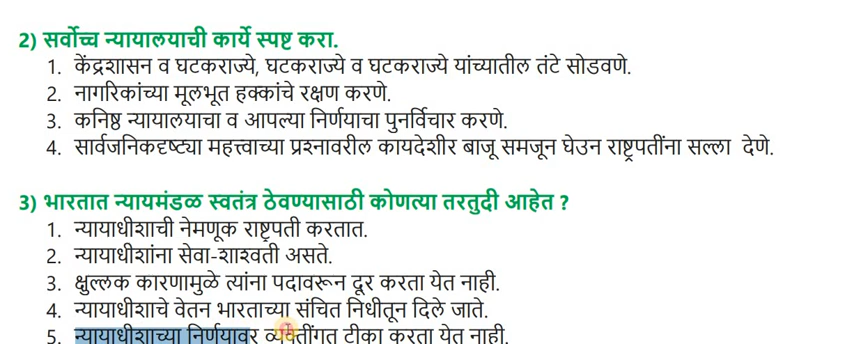 2) सर्वोच्च न्यायालयाची कार्ये स्पष्ट करा.
1. केंद्रशासन व घटकराज्ये, घटकराज्ये व घटकराज्ये यांच्यातील तंटे सोडवणे.
2. नागरिकांच्या मूलभूत हक्कांचे रक्षण करणे.
3. कनिष्ठ न्यायालयाचा व आपल्या निर्णयाचा पुनर्विचार करणे.
4. सार्वजनिकदृष्ट्या महत्त्वाच्या प्रश्नावरील कायदेशीर बाजू समजून घेउन राष्ट्रपतींना सल्ला देणे.
3) भारतात न्यायमंडळ स्वतंत्र ठेवण्यासाठी कोणत्या तरतुदी आहेत ?
1. न्यायाधीशाची नेमणूक राष्ट्रपती करतात.
2. न्यायाधीशांना सेवा-शाश्वती असते.
3. क्षुल्लक कारणामुळे त्यांना पदावरून दूर करता येत नाही.
4. न्यायाधीशाचे वेतन भारताच्या संचित निधीतून दिले जाते.
5. न्यायाधीशाच्या निर्णयावर व्यक्तींगत टीका करता येत नाही.